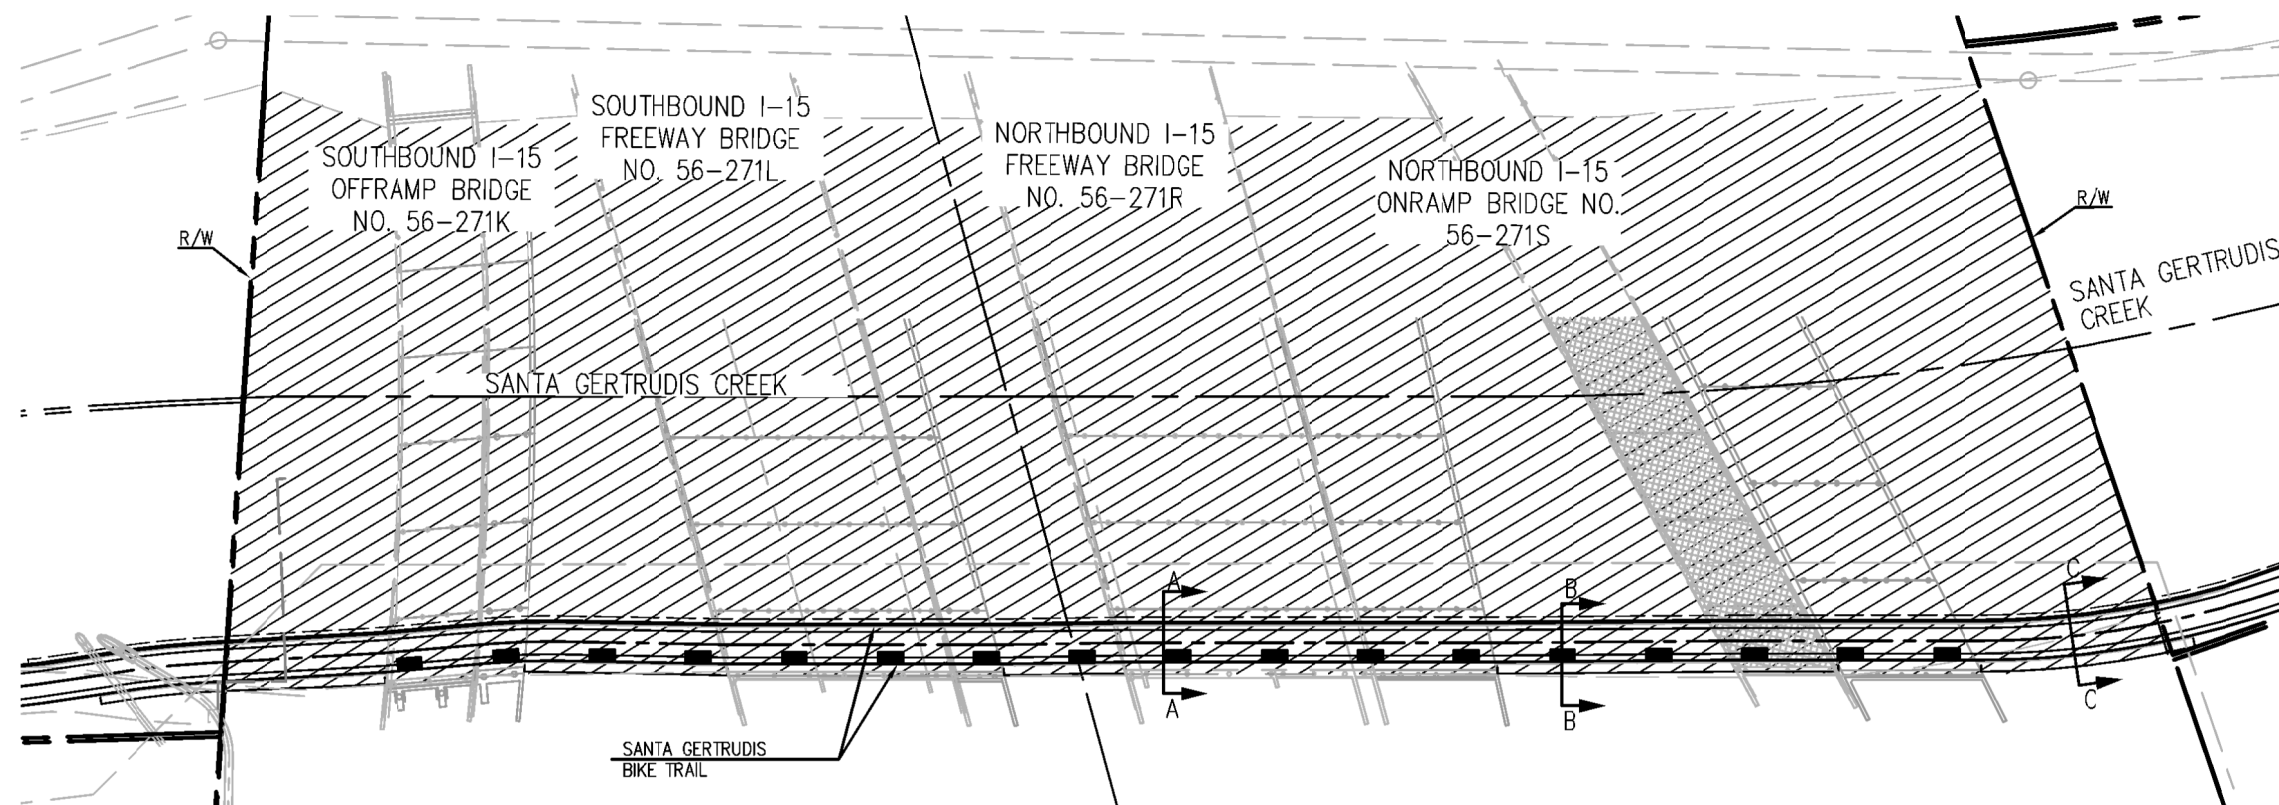 SOUTHBOUND I-15
OFFRAMP BRIDGE
NO. 56-271K
SOUTHBOUND I-15
FREEWAY BRIDGE
NO. 56-271L
NORTHBOUND I-15
FREEWAY BRIDGE
NO. 56-271R
NORTHBOUND I-15
ONRAMP BRIDGE NO.
56-271S
R/W
R/W
SANTA GERTRUDIS
CREEK
SANTA GERTRUDIS CREEK
A
B
C
A
B
C
SANTA GERTRUDIS
BIKE TRAIL